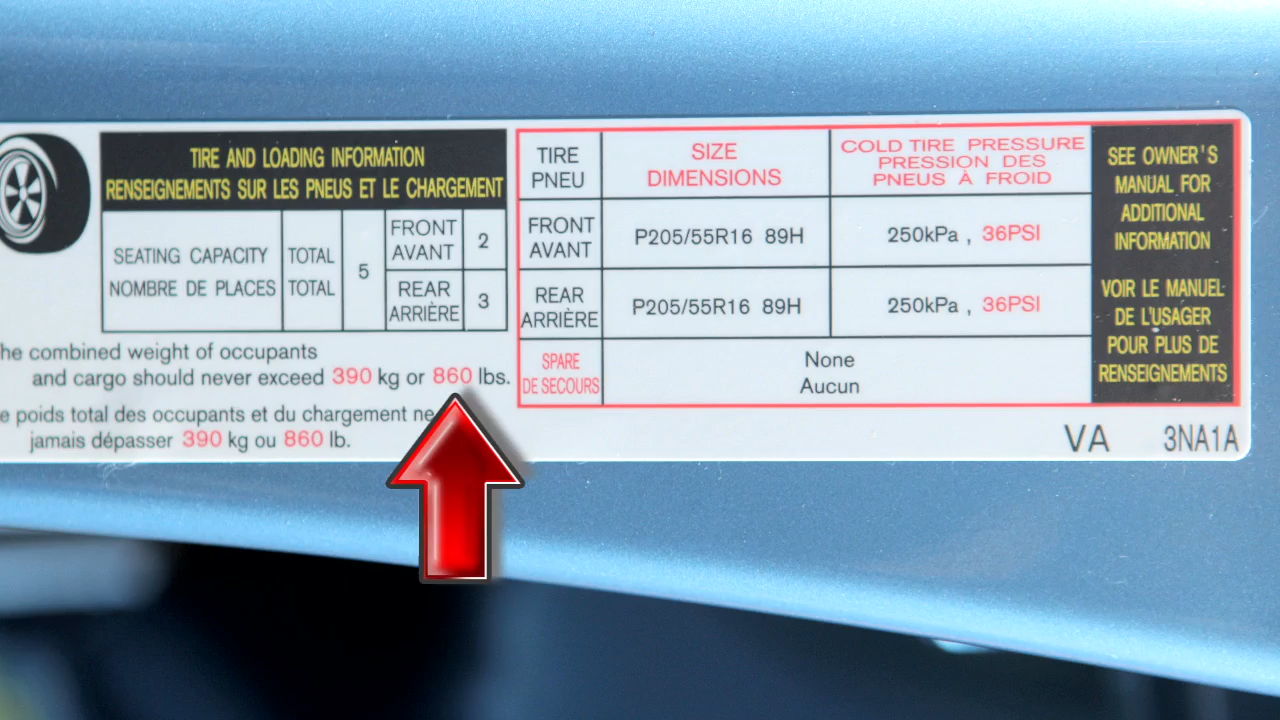 TIRE AND LOADING INFORMATION
RENSEIGNEMENTS SUR LES PNEUS ET LE CHARGEMENT
SEATING CAPACITY
NOMBRE DE PLACES
TOTAL
TOTAL
5
FRONT
AVANT
2
REAR
ARRIÈRE
3
he combined weight of occupants
and cargo should never exceed 390 kg or 860 lbs.
e poids total des occupants et du chargement ne
jamais dépasser 390 kg ou 860 lb.
TIRE
PNEU
SIZE
DIMENSIONS
COLD TIRE PRESSURE
PRESSION DES
PNEUS À FROID
FRONT
AVANT
P205/55R16 89H
250kPa , 36PSI
REAR
ARRIÈRE
P205/55R16 89H
250kPa , 36PSI
SPARE
DE SECOURS
None
Aucun
SEE OWNER'S
MANUAL FOR
ADDITIONAL
INFORMATION
VOIR LE MANUEL
DE L'USAGER
POUR PLUS DE
RENSEIGNEMENTS
VA 3NA1A